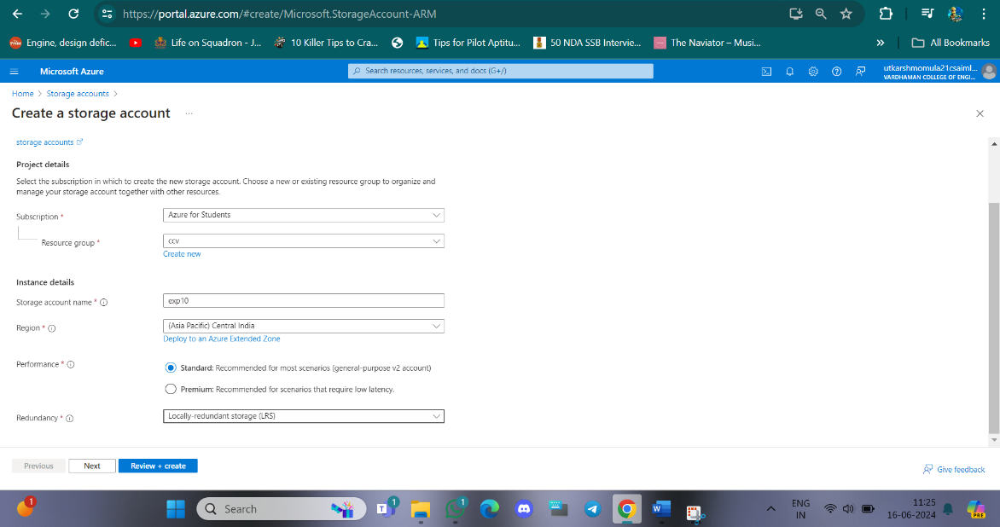 https://portal.azure.com/#create/Microsoft.StorageAccount-ARM
Engine, design defic...
Life on Squadron - J...
10 Killer Tips to Cra...
Tips for Pilot Aptitu...
50 NDA SSB Intervie...
The Naviator – Musi...
»
All Bookmarks
Microsoft Azure
Search resources, services, and docs (G+/)
utkarshmomula21csaiml...
VARDHAMAN COLLEGE OF ENGI...
Home > Storage accounts >
Create a storage account ...
storage accounts
Project details
Select the subscription in which to create the new storage account. Choose a new or existing resource group to organize and
manage your storage account together with other resources.
Subscription *
Azure for Students
Resource group *
ccv
Create new
Instance details
Storage account name *
exp10
Region *
(Asia Pacific) Central India
Deploy to an Azure Extended Zone
Performance *
Standard: Recommended for most scenarios (general-purpose v2 account)
Premium: Recommended for scenarios that require low latency.
Redundancy *
Locally-redundant storage (LRS)
Previous
Next
Review + create
Give feedback
1
Search
1
1
ENG
IN
11:25
16-06-2024
PRE